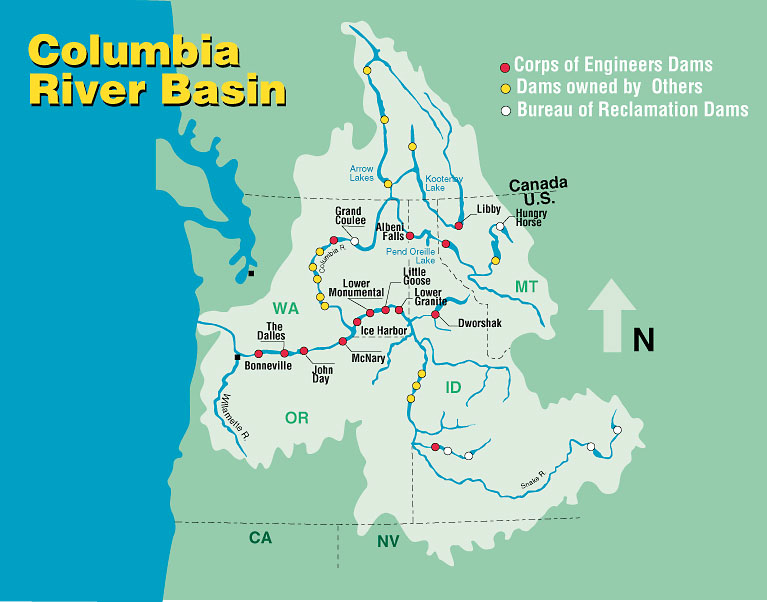 Columbia
River Basin
Corps of Engineers Dams
Dams owned by Others
Bureau of Reclamation Dams
Arrow
Lakes
Kootenay
Lake
Canada
U.S.
Libby
Hungry
Horse
Grand
Coulee
Albeni
Falls
Columbia R.
Pend Oreille
Lake
MT
Little
Goose
Lower
Monumental
Lower
Granite
WA
Ice Harbor
Dworshak
The
Dalles
Bonneville
John
Day
McNary
N
ID
Willamette R.
OR
Snake R.
CA
NV